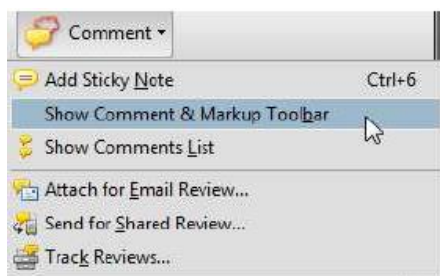 Comment
Add Sticky Note Ctrl+6
Show Comment & Markup Toolbar
Show Comments List
Attach for Email Review...
Send for Shared Review...
Track Reviews...